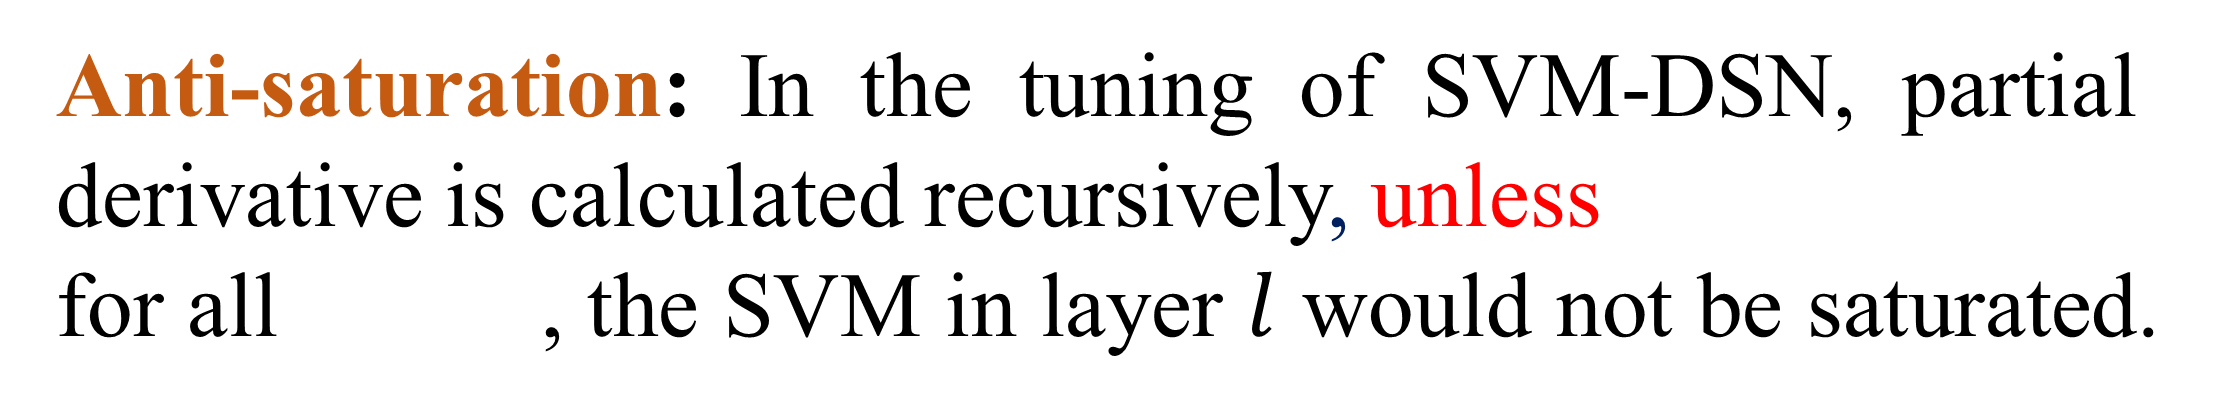 Anti-saturation: In the tuning of SVM-DSN, partial
derivative is calculated recursively, unless
for all , the SVM in layer l would not be saturated.